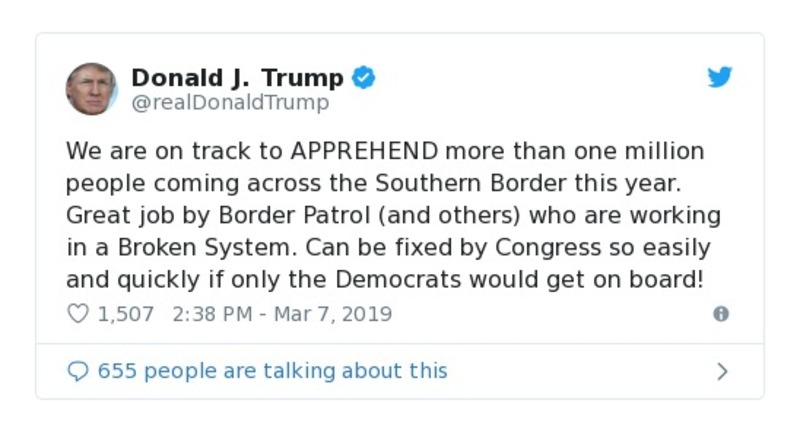 Donald J. Trump
@realDonaldTrump
We are on track to APPREHEND more than one million
people coming across the Southern Border this year.
Great job by Border Patrol (and others) who are working
in a Broken System. Can be fixed by Congress so easily
and quickly if only the Democrats would get on board!
1,507 2:38 PM - Mar 7, 2019
655 people are talking about this